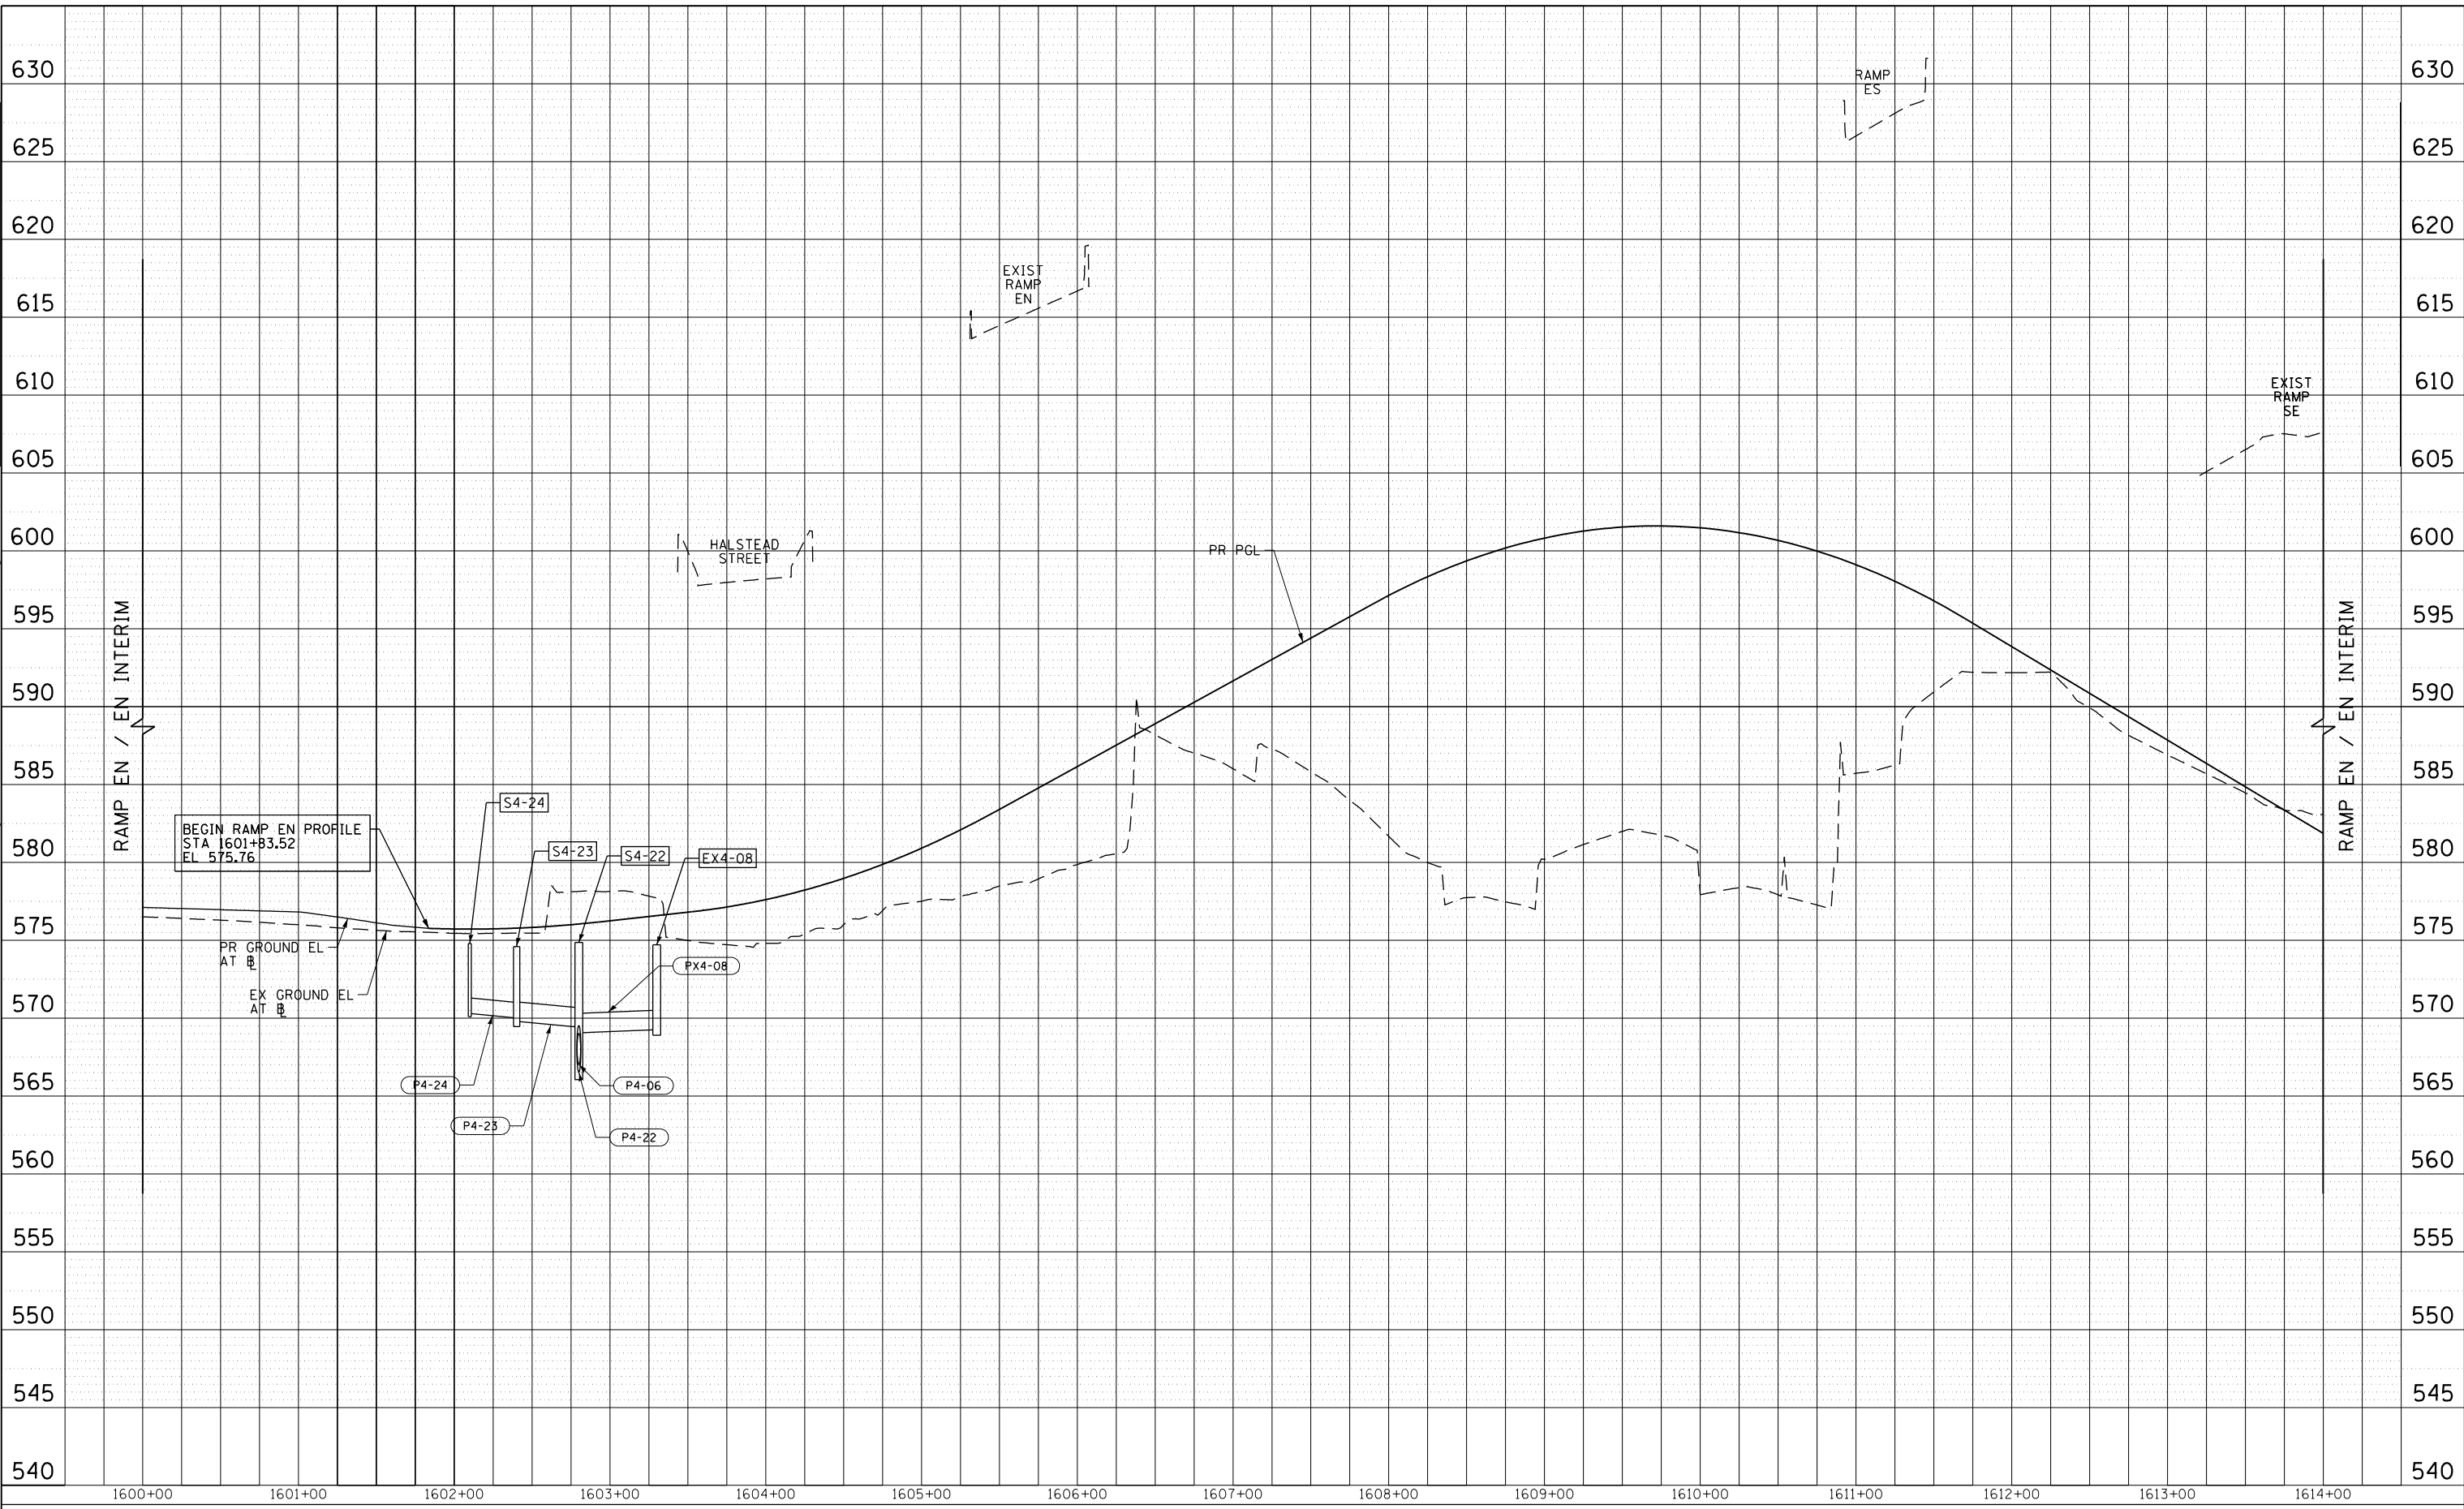 630
RAMP
ES
630
625
625
620
620
EXIST
RAMP
EN
615
615
610
EXIST
RAMP
SE
610
605
605
600
HALSTEAD
STREET
PR PGL
600
595
595
RAMP EN / EN INTERIM
RAMP EN / EN INTERIM
590
590
585
585
S4-24
BEGIN RAMP EN PROFILE
STA 1601+83.52
EL 575.76
580
S4-23
S4-22
EX4-08
580
575
575
PR GROUND EL
AT BL
PX4-08
EX GROUND EL
AT BL
570
570
565
P4-24
P4-06
565
P4-23
P4-22
560
560
555
555
550
550
545
545
540
540
1600+00 1601+00 1602+00 1603+00 1604+00 1605+00 1606+00 1607+00 1608+00 1609+00 1610+00 1611+00 1612+00 1613+00 1614+00